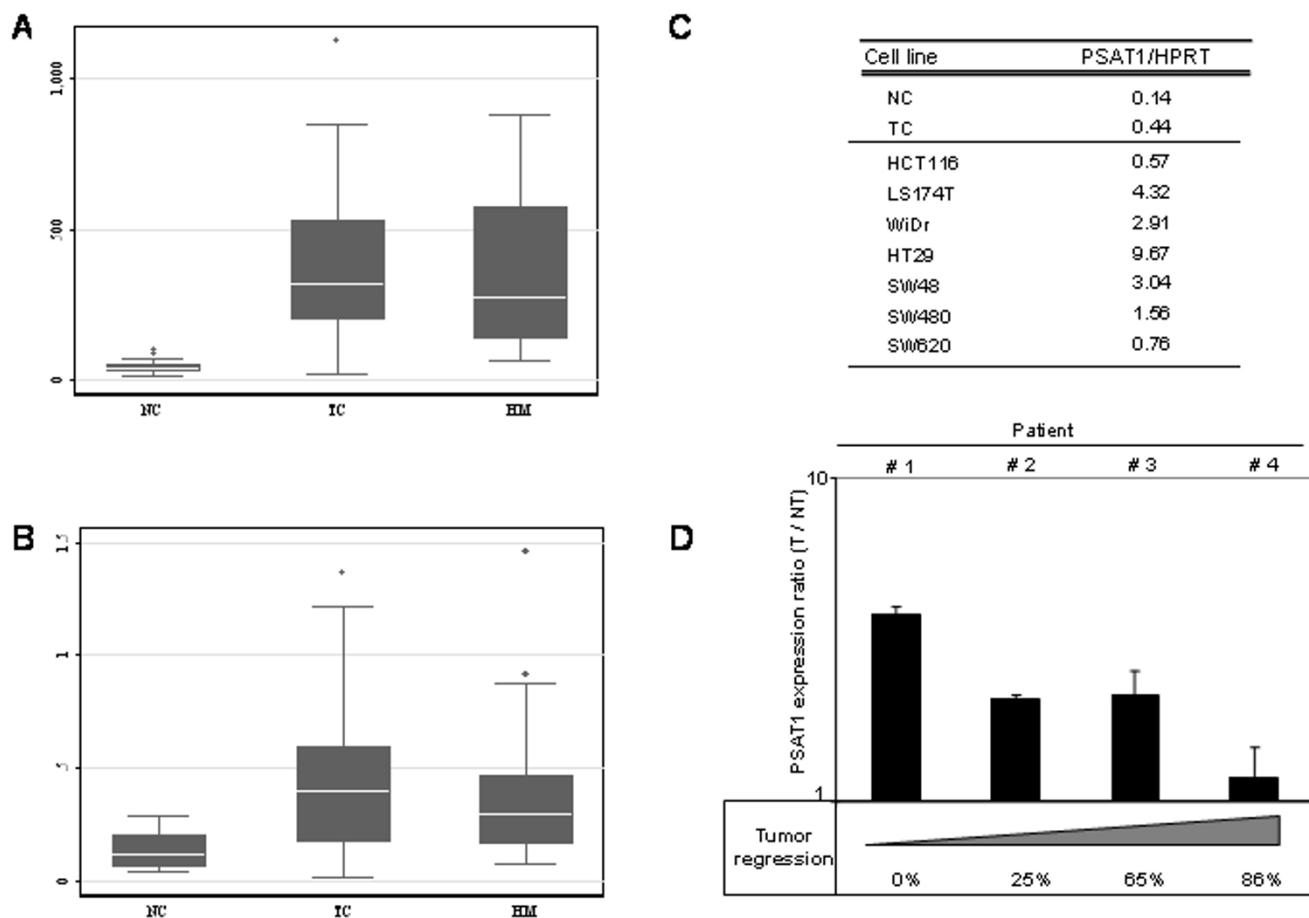 A
1,000
500
0
NC TC HM
B
1.5
1
.5
0
NC TC HM
C
Cell line PSAT1/HPRT
NC 0.14
TC 0.44
HCT116 0.57
LS174T 4.32
WiDr 2.91
HT29 9.67
SW48 3.04
SW480 1.56
SW620 0.76
D
Patient
# 1 # 2 # 3 # 4
10
PSAT1 expression ratio (T / NT)
1
Tumor
regression
0% 25% 65% 86%